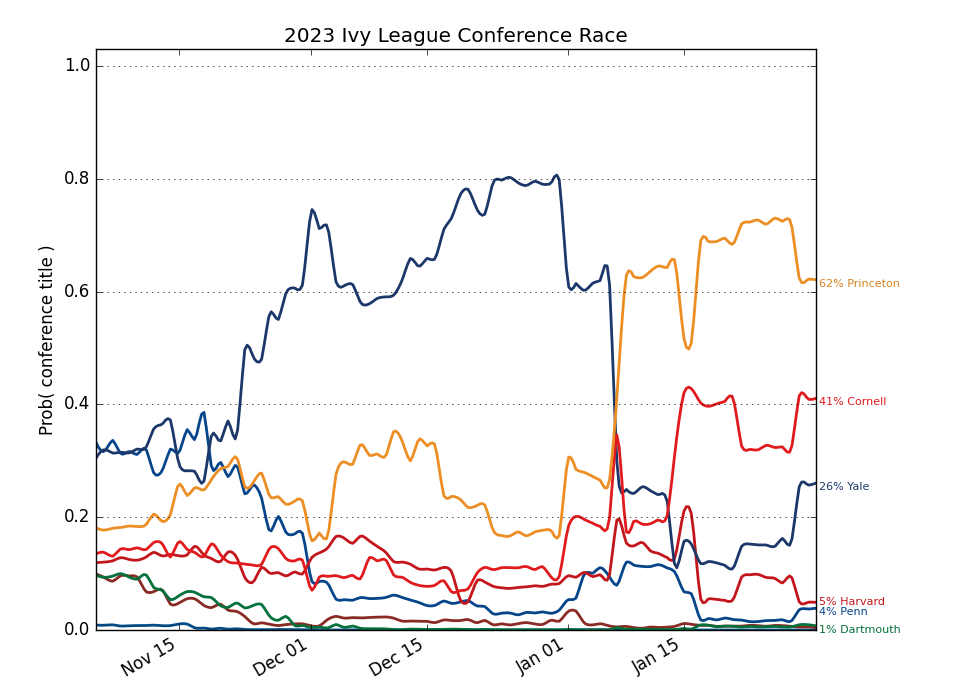 2023 Ivy League Conference Race
Prob( conference title )
1.0
0.8
0.6
0.4
0.2
0.0
Nov 15
Dec 01
Dec 15
Jan 01
Jan 15
62% Princeton
41% Cornell
26% Yale
5% Harvard
4% Penn
1% Dartmouth